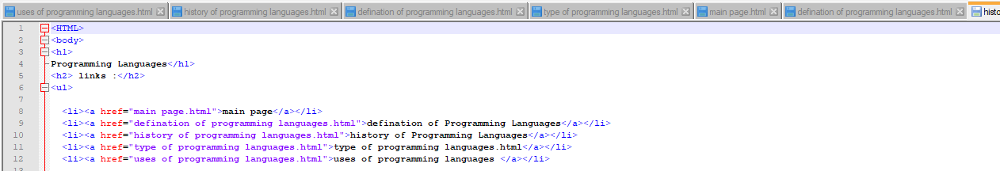 uses of programming languages.html history of programming languages.html defination of programming languages.html type of programming languages.html main page.html defination of programming languages.html histo
1 <HTML>
2 <body>
3 <h1>
4 Programming Languages</h1>
5 <h2> links :</h2>
6 <ul>
7
8 <li><a href="main page.html">main page</a></li>
9 <li><a href="defination of programming languages.html">defination of Programming Languages</a></li>
10 <li><a href="history of programming languages.html">history of Programming Languages</a></li>
11 <li><a href="type of programming languages.html">type of programming languages.html</a></li>
12 <li><a href="uses of programming languages.html">uses of programming languages </a></li>
13